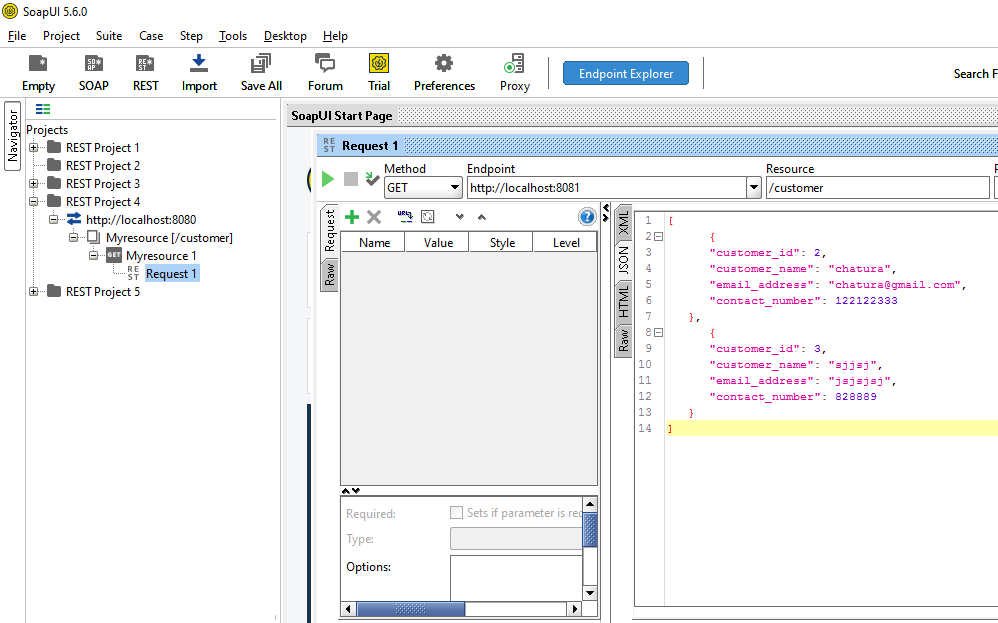 SoapUI 5.6.0
File Project Suite Case Step Tools Desktop Help
Empty SOAP REST Import Save All Forum Trial Preferences Proxy Endpoint Explorer Search F
Navigator
Projects
REST Project 1
REST Project 2
REST Project 3
REST Project 4
http://localhost:8080
Myresource [/customer]
GET Myresource 1
REST Request 1
REST Project 5
SoapUI Start Page
REST Request 1
Method Endpoint Resource
GET http://localhost:8081 /customer
Request
Raw
Name Value Style Level
Required: Sets if parameter is req
Type:
Options:
XML
JSON
HTML
Raw
1 [
2 {
3 "customer_id": 2,
4 "customer_name": "chatura",
5 "email_address": "chatura@gmail.com",
6 "contact_number": 122122333
7 },
8 {
9 "customer_id": 3,
10 "customer_name": "sjjsj",
11 "email_address": "jsjsjsj",
12 "contact_number": 828889
13 }
14 ]